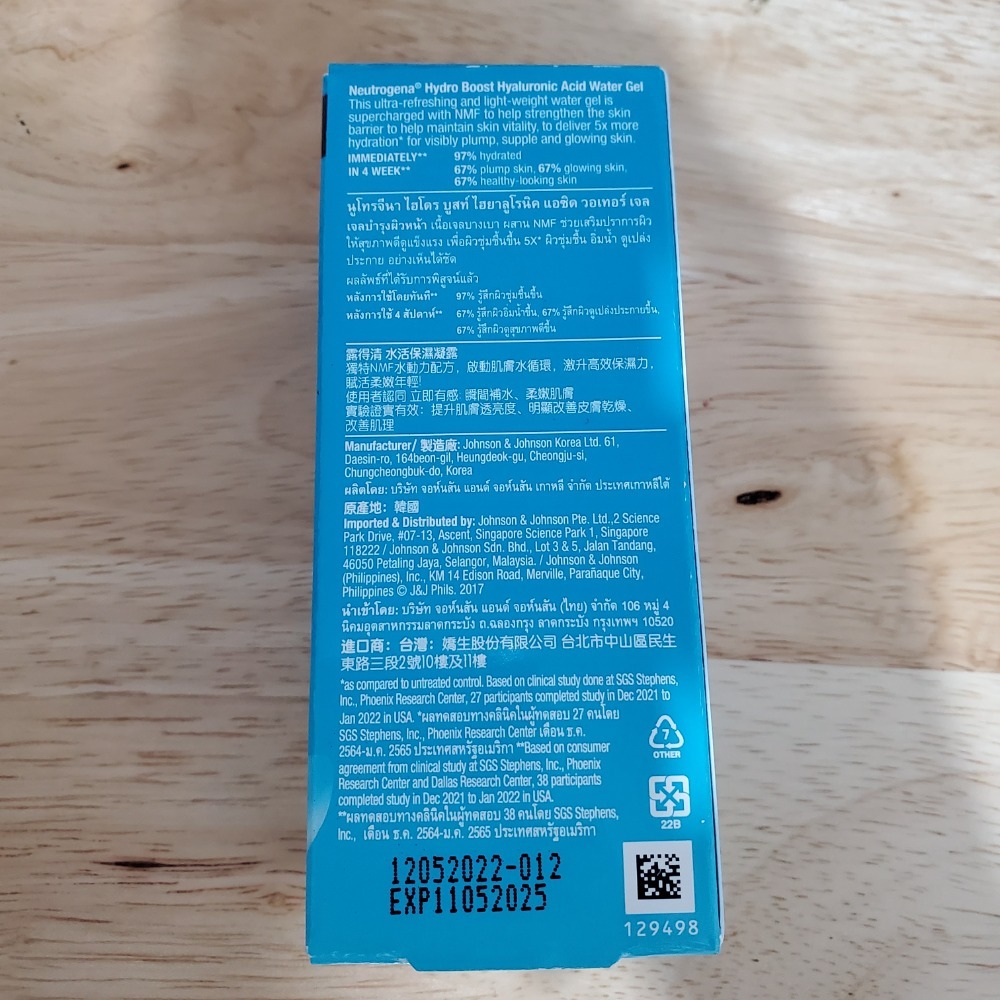 Neutrogena® Hydro Boost Hyaluronic Acid Water Gel
This ultra-refreshing and light-weight water gel is
supercharged with NMF to help strengthen the skin
barrier to help maintain skin vitality, to deliver 5x more
hydration* for visibly plump, supple and glowing skin.
IMMEDIATELY** 97% hydrated
IN 4 WEEK** 67% plump skin, 67% glowing skin,
67% healthy-looking skin
นูโทรจีนา ไฮโดร บูสท์ ไฮยาลูโรนิค แอซิด วอเทอร์ เจล
เจลบำรุงผิวหน้า เนื้อเจลบางเบา ผสาน NMF ช่วยเสริมปราการผิว
ให้สุขภาพดีดูแข็งแรง เพื่อผิวชุ่มชื้นขึ้น 5X* ผิวชุ่มชื้น อิ่มน้ำ ดูเปล่ง
ประกาย อย่างเห็นได้ชัด
ผลลัพธ์ที่ได้รับการพิสูจน์แล้ว
หลังการใช้โดยทันที** 97% รู้สึกผิวชุ่มชื้นขึ้น
หลังการใช้ 4 สัปดาห์** 67% รู้สึกผิวอิ่มน้ำขึ้น, 67% รู้สึกผิวดูเปล่งประกายขึ้น,
67% รู้สึกผิวดูสุขภาพดีขึ้น
露得清 水活保濕凝露
獨特NMF水動力配方，啟動肌膚水循環，激升高效保濕力，
賦活柔嫩年輕!
使用者認同 立即有感: 瞬間補水、柔嫩肌膚
實驗證實有效: 提升肌膚透亮度、明顯改善皮膚乾燥、
改善肌理
Manufacturer/ 製造廠: Johnson & Johnson Korea Ltd. 61,
Daesin-ro, 164beon-gil, Heungdeok-gu, Cheongju-si,
Chungcheongbuk-do, Korea
ผลิตโดย: บริษัท จอห์นสัน แอนด์ จอห์นสัน เกาหลี จำกัด ประเทศเกาหลีใต้
原產地: 韓國
Imported & Distributed by: Johnson & Johnson Pte. Ltd.,2 Science
Park Drive, #07-13, Ascent, Singapore Science Park 1, Singapore
118222 / Johnson & Johnson Sdn. Bhd., Lot 3 & 5, Jalan Tandang,
46050 Petaling Jaya, Selangor, Malaysia. / Johnson & Johnson
(Philippines), Inc., KM 14 Edison Road, Merville, Parañaque City,
Philippines © J&J Phils. 2017
นำเข้าโดย: บริษัท จอห์นสัน แอนด์ จอห์นสัน (ไทย) จำกัด 106 หมู่ 4
นิคมอุตสาหกรรมลาดกระบัง ถ.ฉลองกรุง ลาดกระบัง กรุงเทพฯ 10520
進口商: 台灣: 嬌生股份有限公司 台北市中山區民生
東路三段2號10樓及11樓
*as compared to untreated control. Based on clinical study done at SGS Stephens,
Inc., Phoenix Research Center, 27 participants completed study in Dec 2021 to
Jan 2022 in USA. *ผลทดสอบทางคลินิคในผู้ทดสอบ 27 คนโดย
SGS Stephens, Inc., Phoenix Research Center เดือน ธ.ค.
2564-ม.ค. 2565 ประเทศสหรัฐอเมริกา **Based on consumer
agreement from clinical study at SGS Stephens, Inc., Phoenix
Research Center and Dallas Research Center, 38 participants
completed study in Dec 2021 to Jan 2022 in USA.
**ผลทดสอบทางคลินิคในผู้ทดสอบ 38 คนโดย SGS Stephens,
Inc., เดือน ธ.ค. 2564-ม.ค. 2565 ประเทศสหรัฐอเมริกา
7
OTHER
22B
12052022-012
EXP11052025
129498